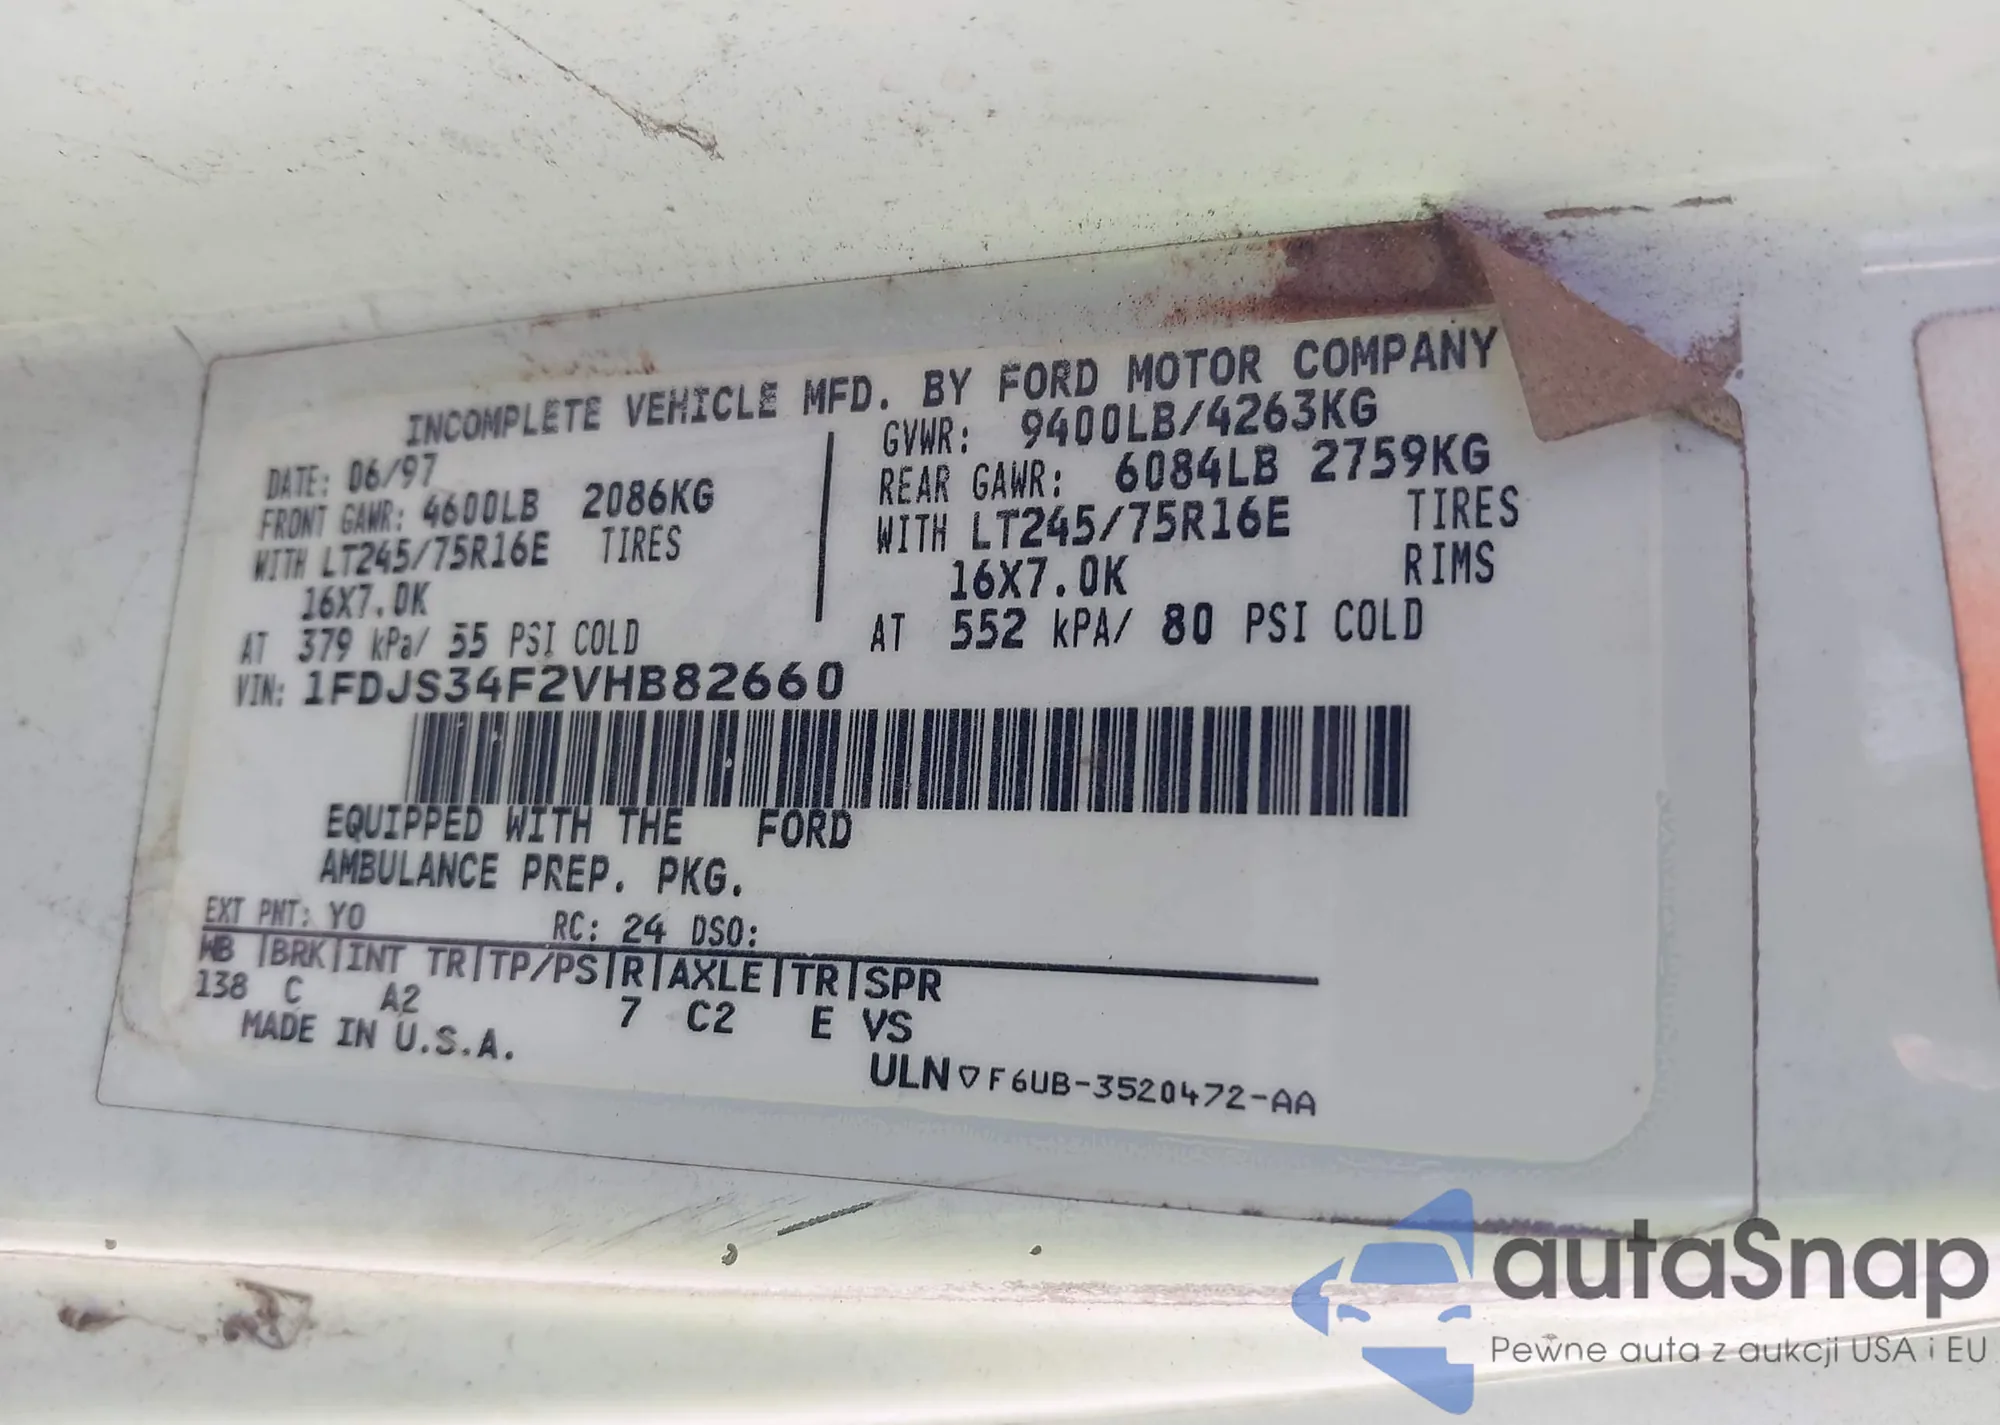 INCOMPLETE VEHICLE MFD. BY FORD MOTOR COMPANY
DATE: 06/97
GVWR: 9400LB/4263KG
FRONT GAWR: 4600LB 2086KG
REAR GAWR: 6084LB 2759KG
WITH LT245/75R16E TIRES
WITH LT245/75R16E TIRES
16X7.0K
16X7.0K RIMS
AT 379 kPa/ 55 PSI COLD
AT 552 kPA/ 80 PSI COLD
VIN: 1FDJS34F2VHB82660
EQUIPPED WITH THE FORD
AMBULANCE PREP. PKG.
EXT PNT: YO RC: 24 DSO:
WB |BRK|INT TR|TP/PS|R|AXLE|TR|SPR
138 C A2 7 C2 E VS
MADE IN U.S.A.
ULN ▽ F6UB-3520472-AA
autaSnap
Pewne auta z aukcji USA i EU